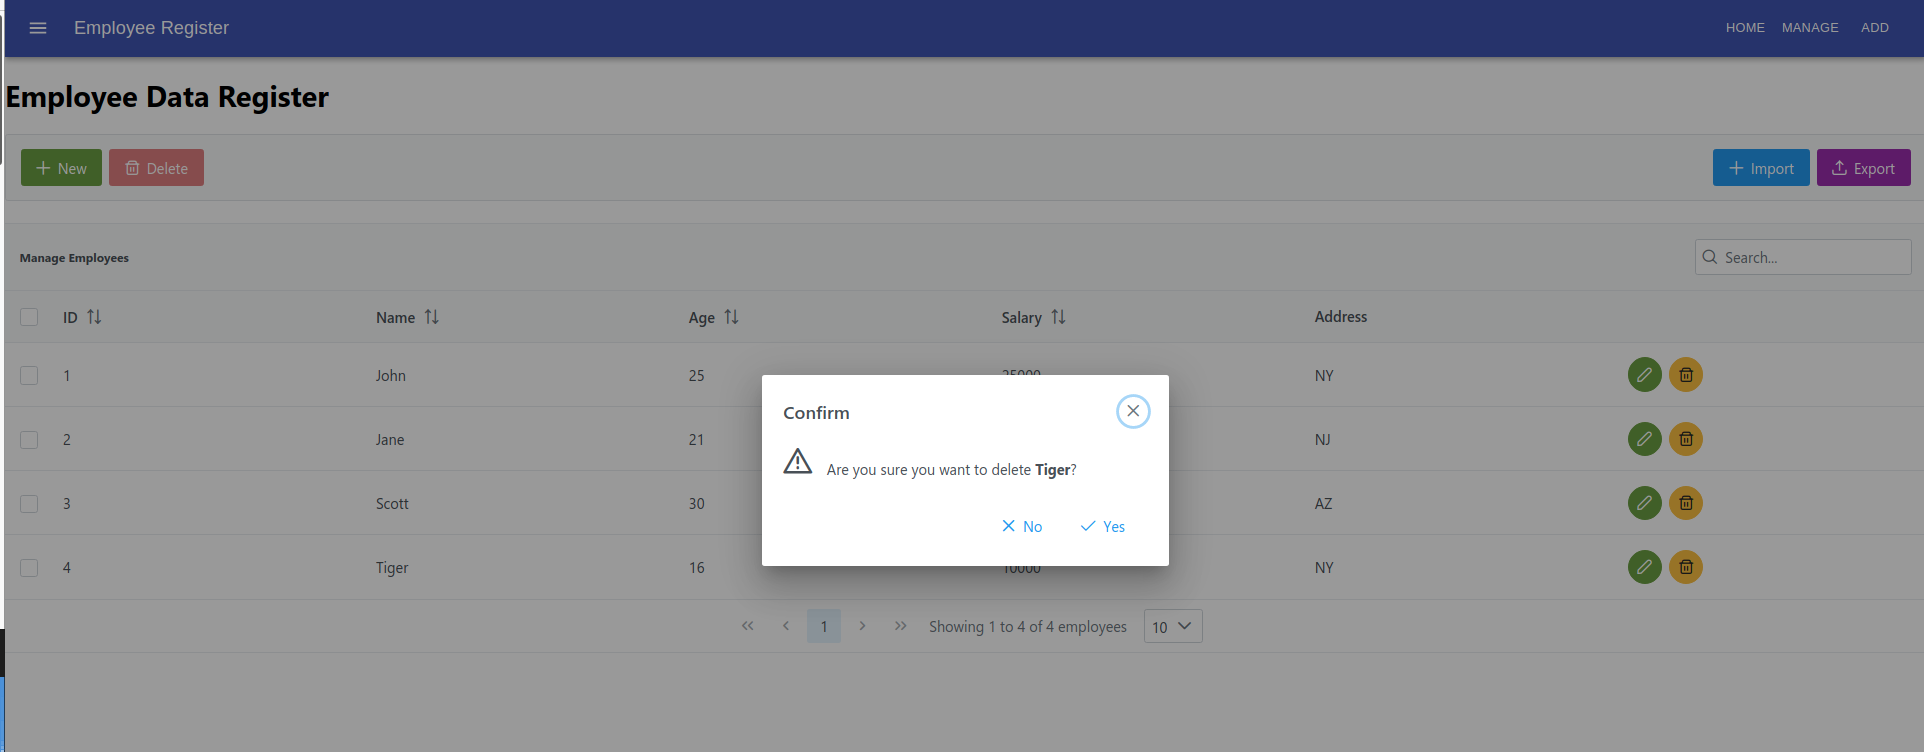 Employee Register HOME MANAGE ADD
Employee Data Register
New Delete Import Export
Manage Employees Search...
ID Name Age Salary Address
1 John 25 25000 NY
2 Jane 21 NJ
3 Scott 30 AZ
4 Tiger 16 10000 NY
Confirm
Are you sure you want to delete Tiger?
No Yes
1 Showing 1 to 4 of 4 employees 10